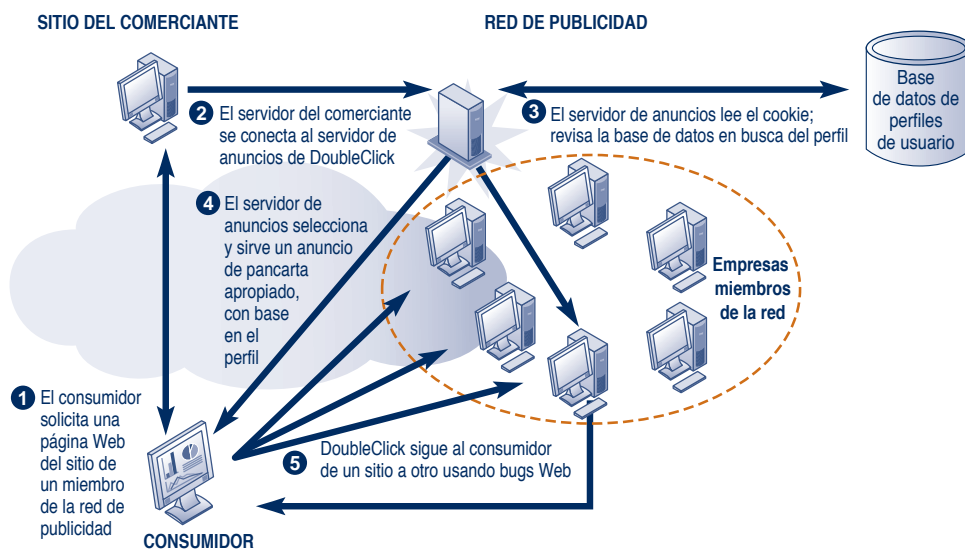 SITIO DEL COMERCIANTE
RED DE PUBLICIDAD
2 El servidor del comerciante
se conecta al servidor de
anuncios de DoubleClick
3 El servidor de anuncios lee el cookie;
revisa la base de datos en busca del perfil
Base
de datos de
perfiles
de usuario
4 El servidor de
anuncios selecciona
y sirve un anuncio
de pancarta
apropiado,
con base
en el
perfil
Empresas
miembros
de la red
1 El consumidor
solicita una
página Web
del sitio de
un miembro
de la red de
publicidad
5 DoubleClick sigue al consumidor
de un sitio a otro usando bugs Web
CONSUMIDOR